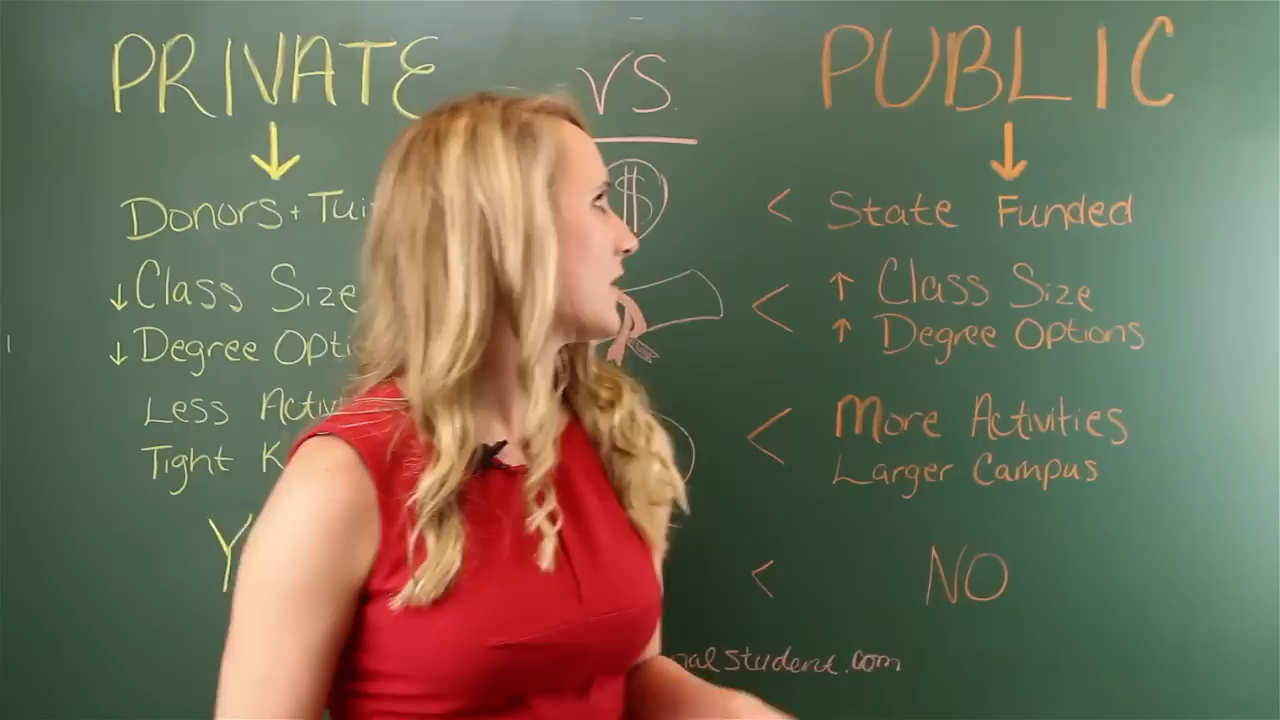 PRIVATE VS. PUBLIC
Donors + Tui $ < State Funded
↓ Class Size < ↑ Class Size
↓ Degree Opti ↑ Degree Options
Less Activ < More Activities
Tight K Larger Campus
Y < NO
nalstudent.com